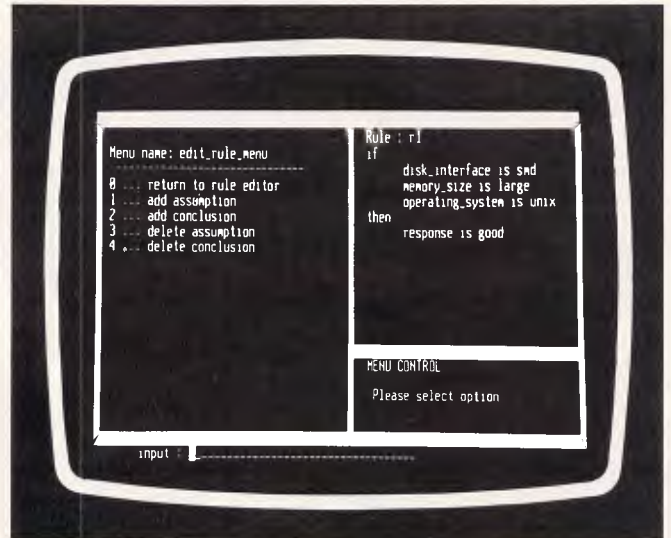 Menu name: edit_rule_menu
0 ... return to rule editor
1 ... add assumption
2 ... add conclusion
3 ... delete assumption
4 ... delete conclusion
Rule : r1
if
disk_interface is smd
memory_size is large
operating_system is unix
then
response is good
MENU CONTROL
Please select option
input :